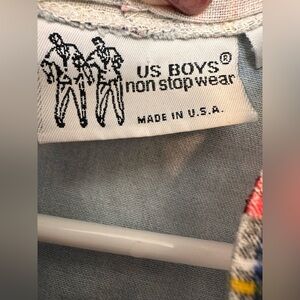 US BOYS®
non stop wear
MADE IN U.S.A.